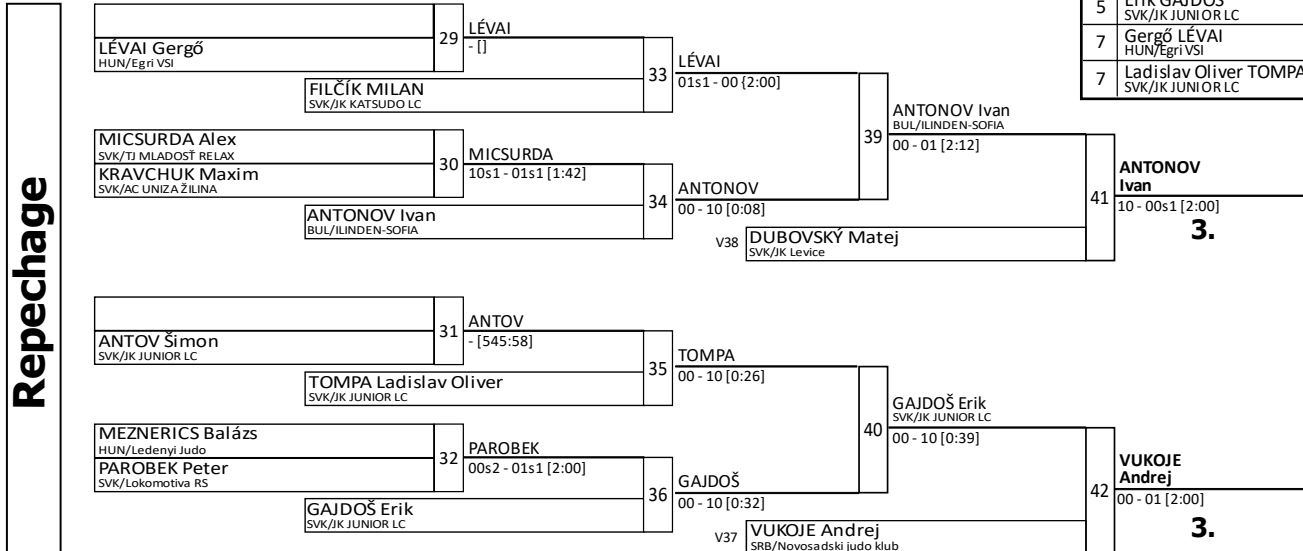 Repechage
LÉVAI Gergő
HUN/Egri VSI
29
LÉVAI
- []
FILČÍK MILAN
SVK/JK KATSUDO LC
33
LÉVAI
01s1 - 00 {2:00]
MICSURDA Alex
SVK/TJ MLADOSŤ RELAX
KRAVCHUK Maxim
SVK/AC UNIZA ŽILINA
30
MICSURDA
10s1 - 01s1 [1:42]
ANTONOV Ivan
BUL/ILINDEN-SOFIA
34
ANTONOV
00 - 10 [0:08]
39
ANTONOV Ivan
BUL/ILINDEN-SOFIA
00 - 01 [2:12]
V38
DUBOVSKÝ Matej
SVK/JK Levice
41
ANTONOV
Ivan
10 - 00s1 [2:00]
3.
ANTOV Šimon
SVK/JK JUNIOR LC
31
ANTOV
- [545:58]
TOMPA Ladislav Oliver
SVK/JK JUNIOR LC
35
TOMPA
00 - 10 [0:26]
MEZNERICS Balázs
HUN/Ledenyi Judo
PAROBEK Peter
SVK/Lokomotiva RS
32
PAROBEK
00s2 - 01s1 [2:00]
GAJDOŠ Erik
SVK/JK JUNIOR LC
36
GAJDOŠ
00 - 10 [0:32]
40
GAJDOŠ Erik
SVK/JK JUNIOR LC
00 - 10 [0:39]
V37
VUKOJE Andrej
SRB/Novosadski judo klub
42
VUKOJE
Andrej
00 - 01 [2:00]
3.
5 Erik GAJDOŠ
SVK/JK JUNIOR LC
7 Gergő LÉVAI
HUN/Egri VSI
7 Ladislav Oliver TOMPA
SVK/JK JUNIOR LC